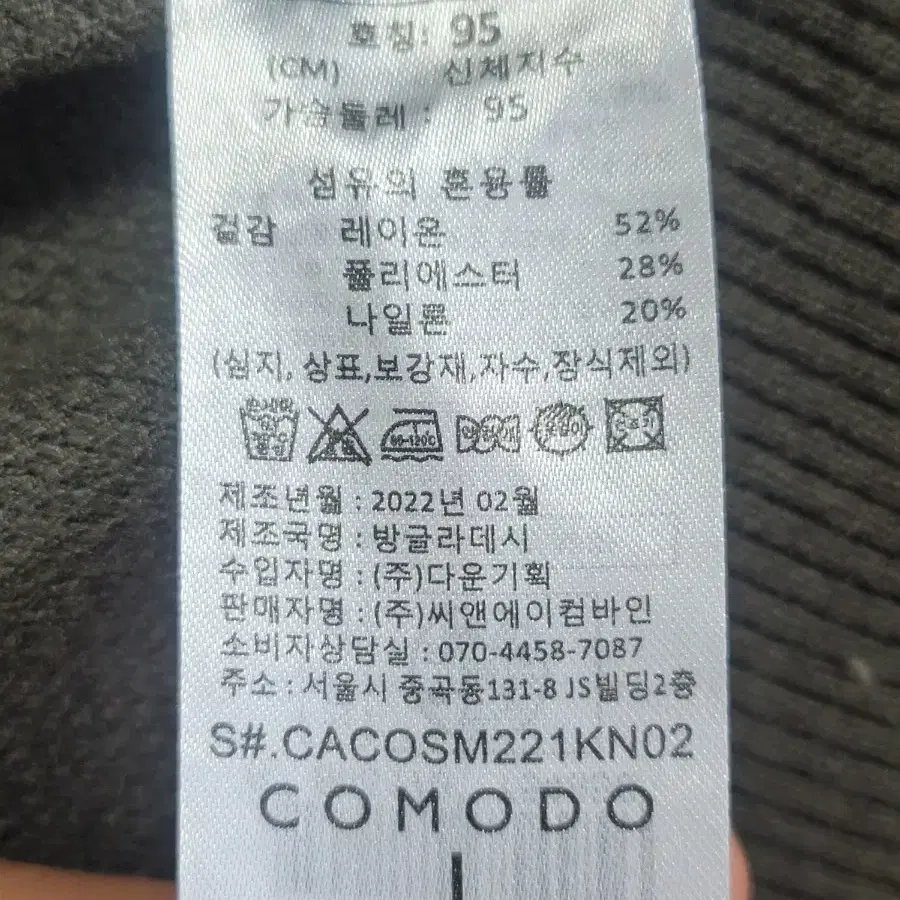 호칭: 95
(CM) 신체지수
가슴둘레 : 95
섬유의 혼용률
겉감 레이온 52%
폴리에스터 28%
나일론 20%
(심지, 상표,보강재,자수,장식제외)
80-120℃
제조년월 : 2022년 02월
제조국명 : 방글라데시
수입자명 : (주)다운기획
판매자명 : (주)씨앤에이컴바인
소비자상담실 : 070-4458-7087
주소 : 서울시 중곡동131-8 JS빌딩2층
S#.CACOSM221KN02
COMODO